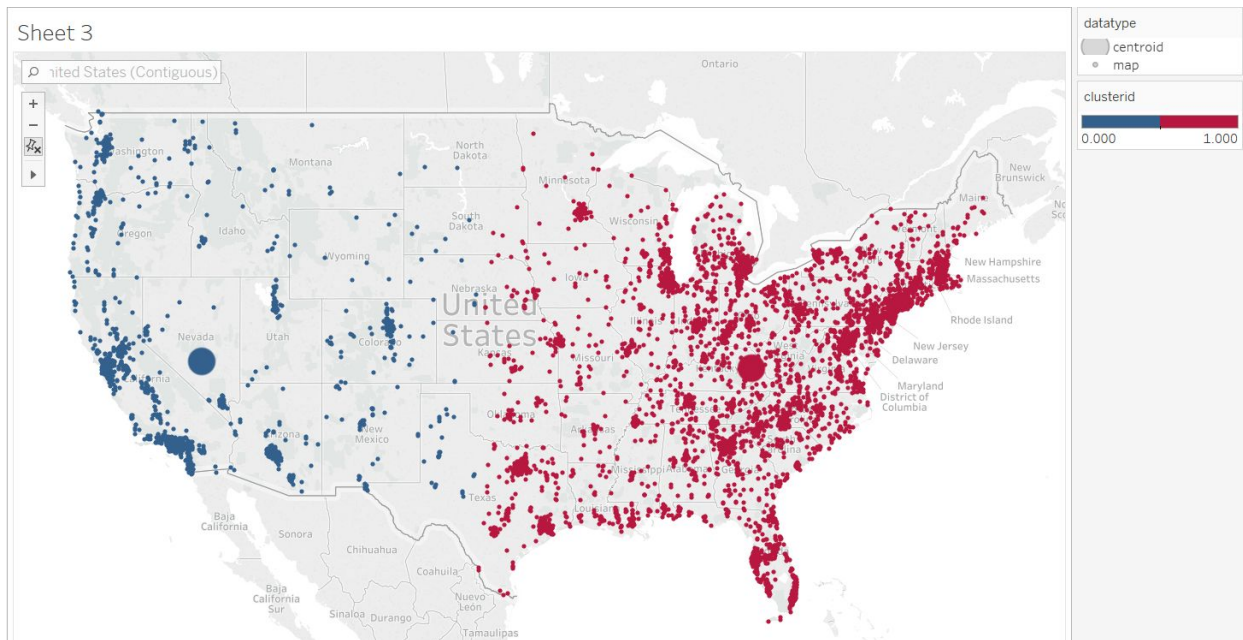 Sheet 3
nited States (Contiguous)
Ontario
Washington
Montana
North
Dakota
Minnesota
New
Brunswick
Maine
Oregon
Idaho
South
Dakota
Wisconsin
Vermont
Wyoming
Iowa
New Hampshire
Massachusetts
Nebraska
United
States
Illinois
Rhode Island
Nevada
Utah
Colorado
Kansas
Missouri
West
New Jersey
Delaware
California
Maryland
District of
Columbia
Arizona
New
Mexico
Oklahoma
Arkansas
Tennessee
Mississippi
Alabama
Georgia
Texas
Louisiana
Baja
California
Sonora
Chihuahua
Coahuila
Baja
California
Sur
Sinaloa
Durango
Nuevo
León
Tamaulipas
datatype
centroid
map
clusterid
0.000
1.000